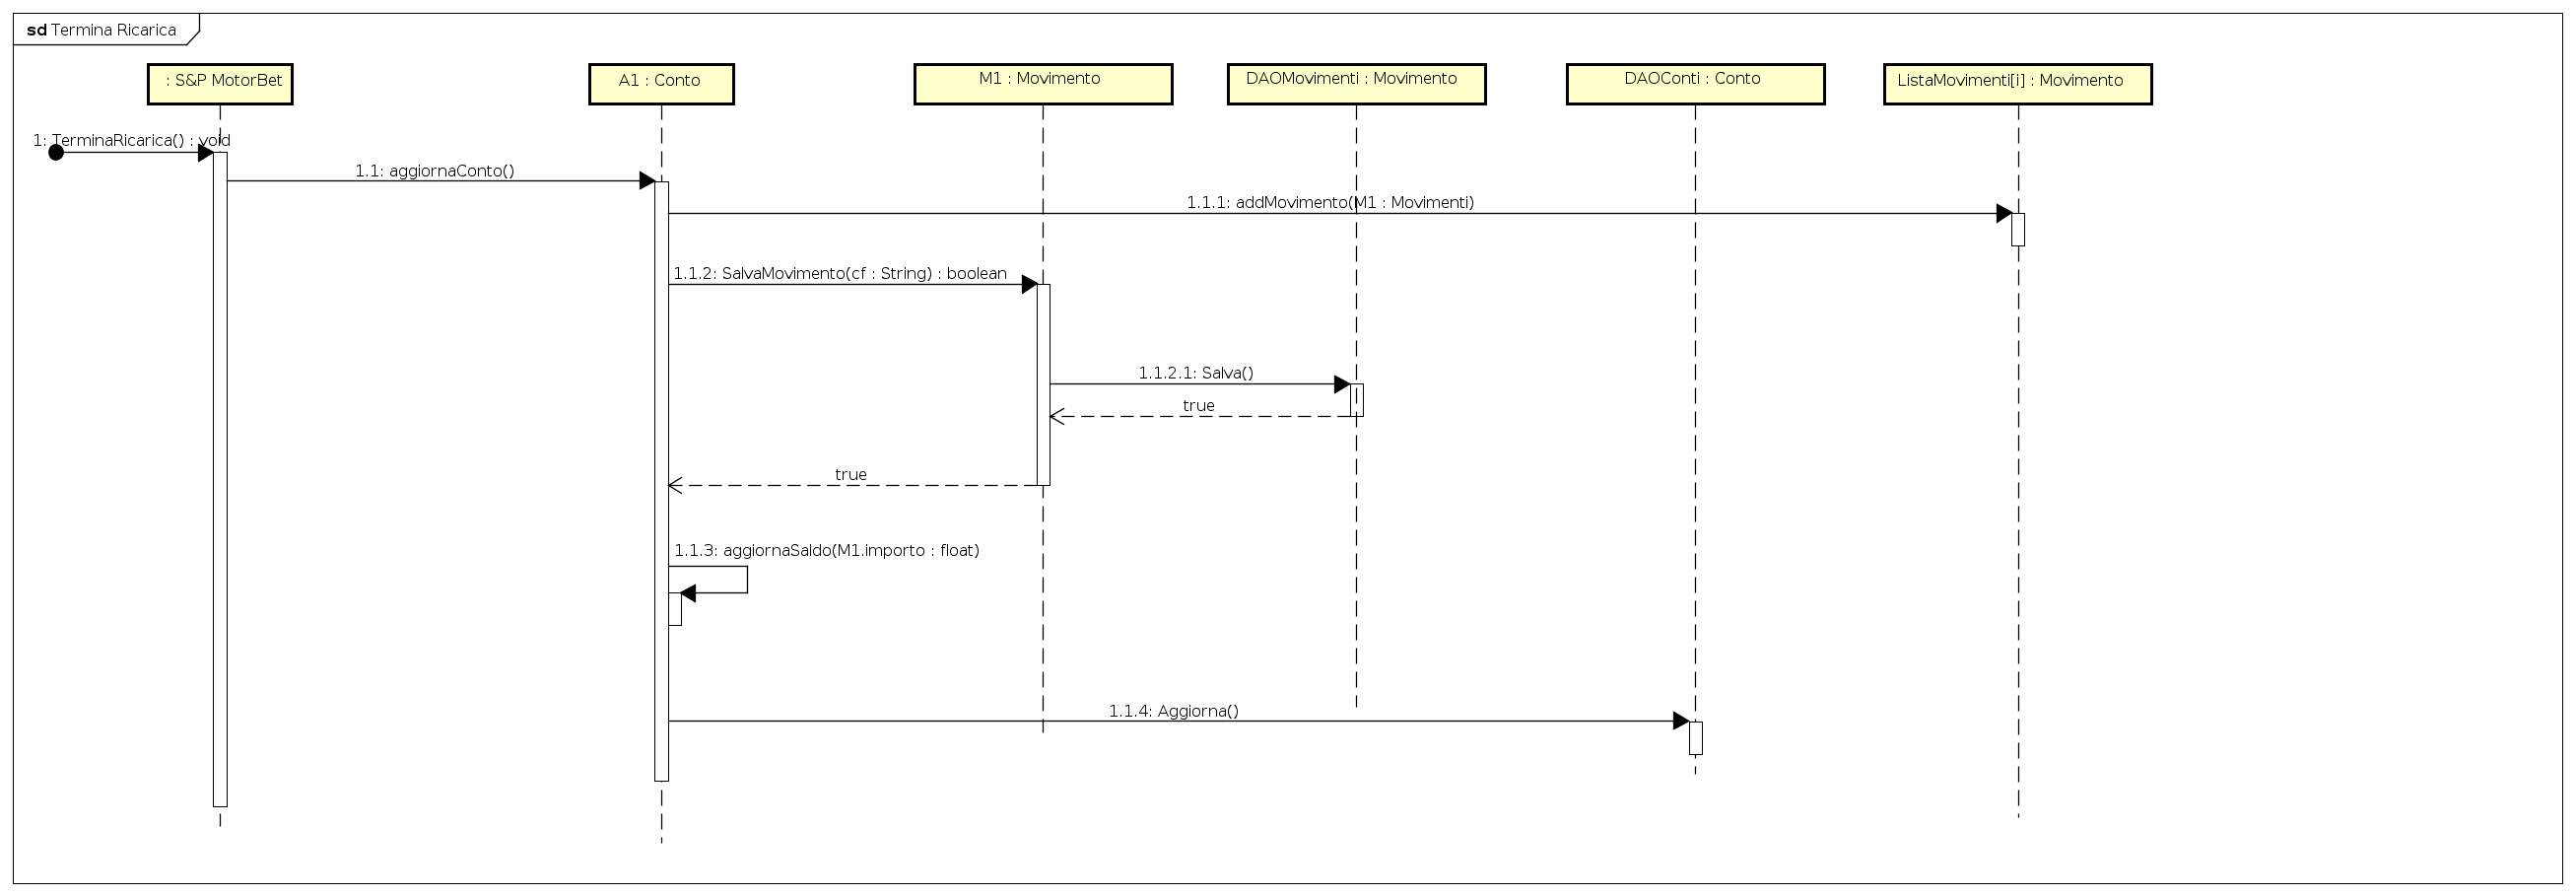 sd Termina Ricarica
: S&P MotorBet
A1 : Conto
M1 : Movimento
DAOMovimenti : Movimento
DAOConti : Conto
ListaMovimenti[i] : Movimento
1: TerminaRicarica() : void
1.1: aggiornaConto()
1.1.1: addMovimento(M1 : Movimenti)
1.1.2: SalvaMovimento(cf : String) : boolean
1.1.2.1: Salva()
true
true
1.1.3: aggiornaSaldo(M1.importo : float)
1.1.4: Aggiorna()